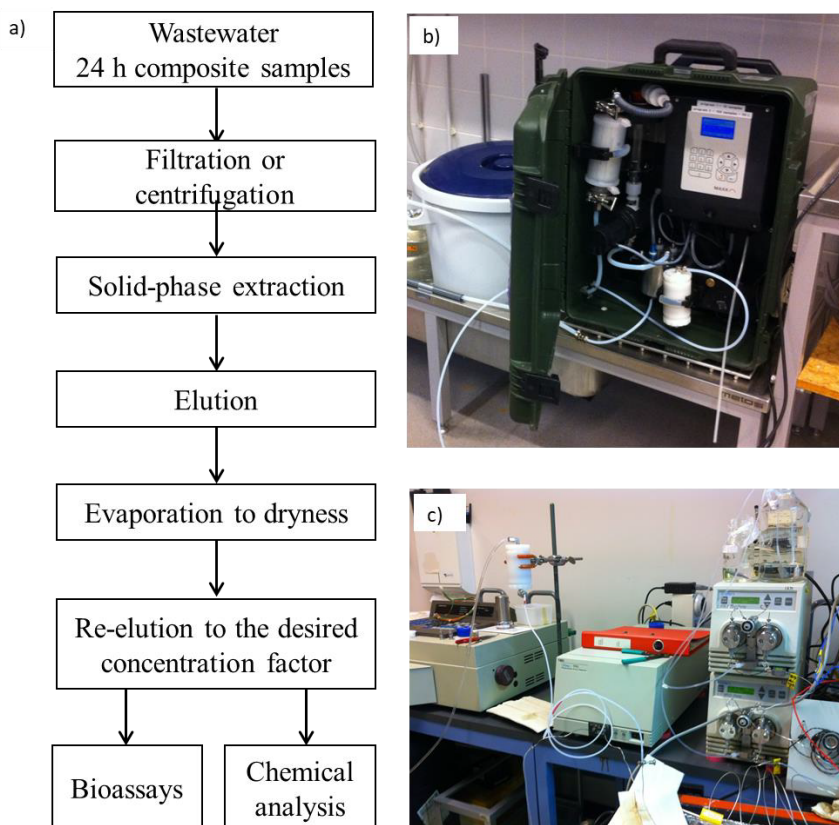 a)
Wastewater
24 h composite samples
Filtration or
centrifugation
Solid-phase extraction
Elution
Evaporation to dryness
Re-elution to the desired
concentration factor
Bioassays
Chemical
analysis
b)
c)